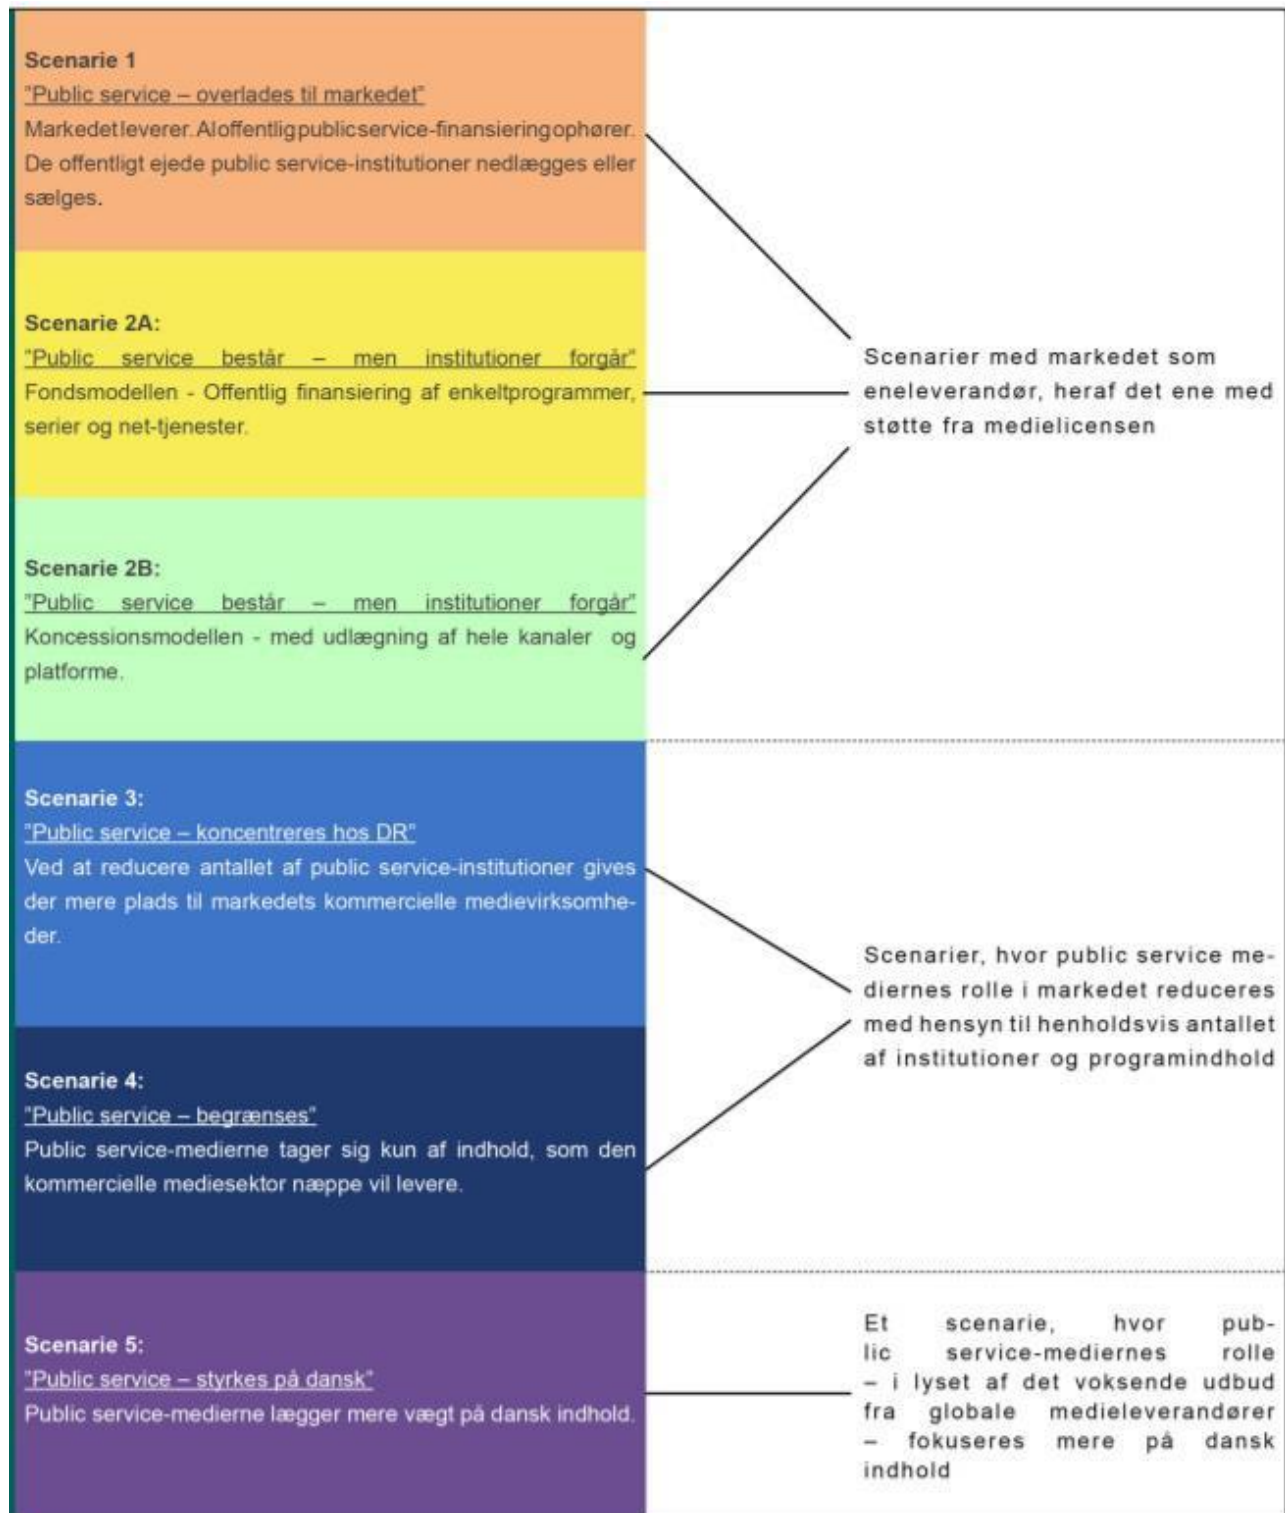 Scenarie 1
"Public service – overlades til markedet"
Markedet leverer. Al offentlig public service-finansiering ophører.
De offentligt ejede public service-institutioner nedlægges eller
sælges.
Scenarie 2A:
"Public service består – men institutioner forgår"
Fondsmodellen - Offentlig finansiering af enkeltprogrammer,
serier og net-tjenester.
Scenarier med markedet som
eneleverandør, heraf det ene med
støtte fra medielicensen
Scenarie 2B:
"Public service består – men institutioner forgår"
Koncessionsmodellen - med udlægning af hele kanaler og
platforme.
Scenarie 3:
"Public service – koncentreres hos DR"
Ved at reducere antallet af public service-institutioner gives
der mere plads til markedets kommercielle medievirksomhe-
der.
Scenarier, hvor public service me-
diernes rolle i markedet reduceres
med hensyn til henholdsvis antallet
af institutioner og programindhold
Scenarie 4:
"Public service – begrænses"
Public service-medierne tager sig kun af indhold, som den
kommercielle mediesektor næppe vil levere.
Scenarie 5:
"Public service – styrkes på dansk"
Public service-medierne lægger mere vægt på dansk indhold.
Et scenarie, hvor pub-
lic service-mediernes rolle
– i lyset af det voksende udbud
fra globale medieleverandører
– fokuseres mere på dansk
indhold